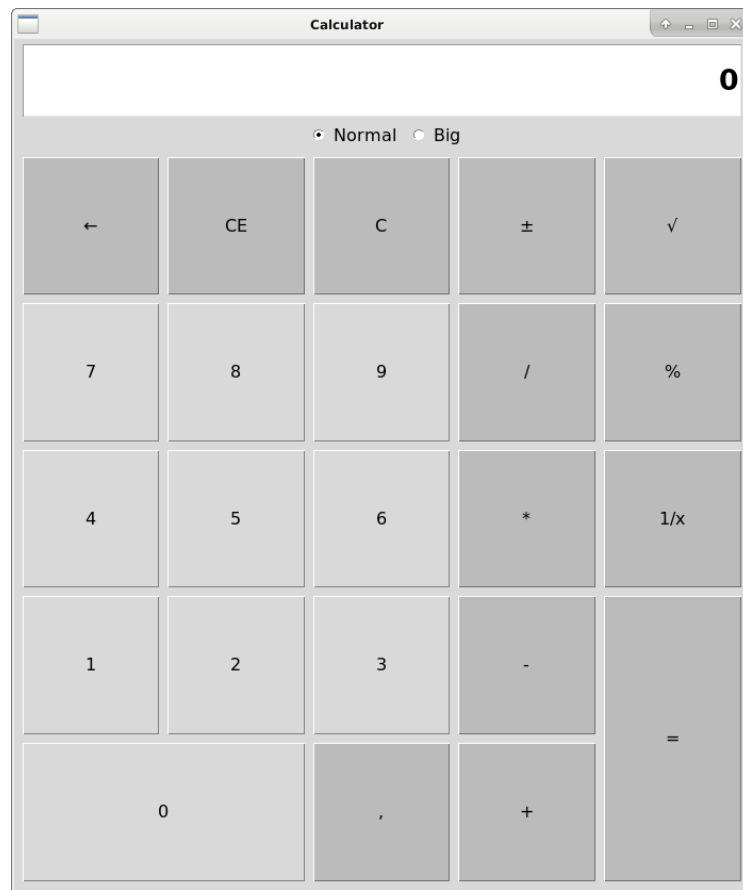 Calculator
0
Normal Big
← CE C ± √
7 8 9 / %
4 5 6 * 1/x
1 2 3 -
=
0 , +